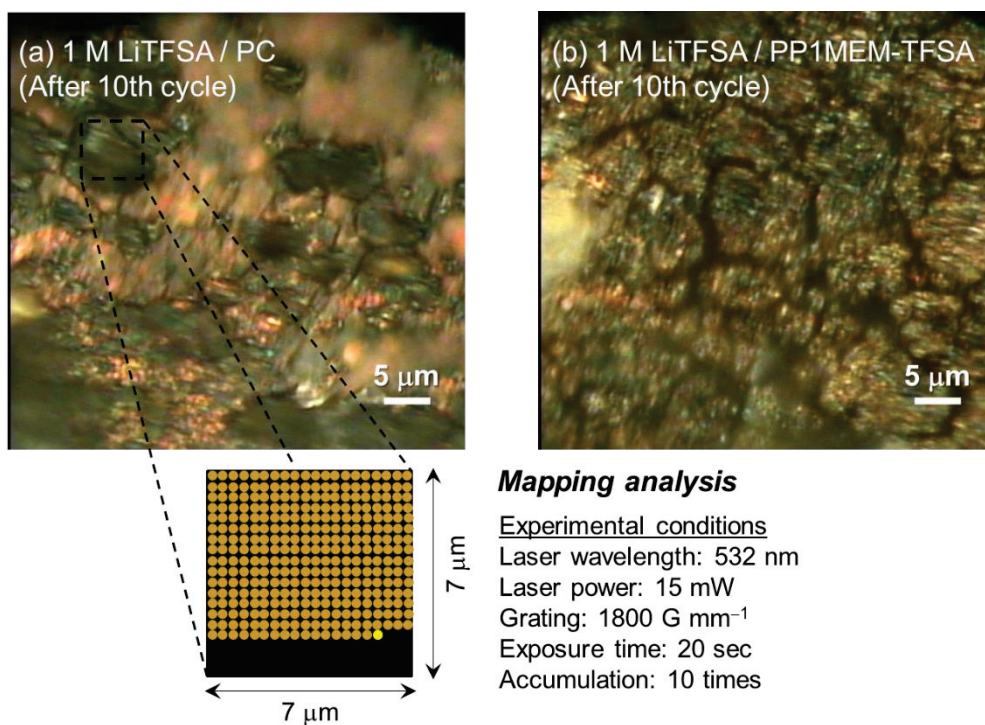 (a) 1 M LiTFSA / PC
(After 10th cycle)
5 μm
(b) 1 M LiTFSA / PP1MEM-TFSA
(After 10th cycle)
5 μm
7 μm
7 μm
Mapping analysis
Experimental conditions
Laser wavelength: 532 nm
Laser power: 15 mW
Grating: 1800 G mm⁻¹
Exposure time: 20 sec
Accumulation: 10 times